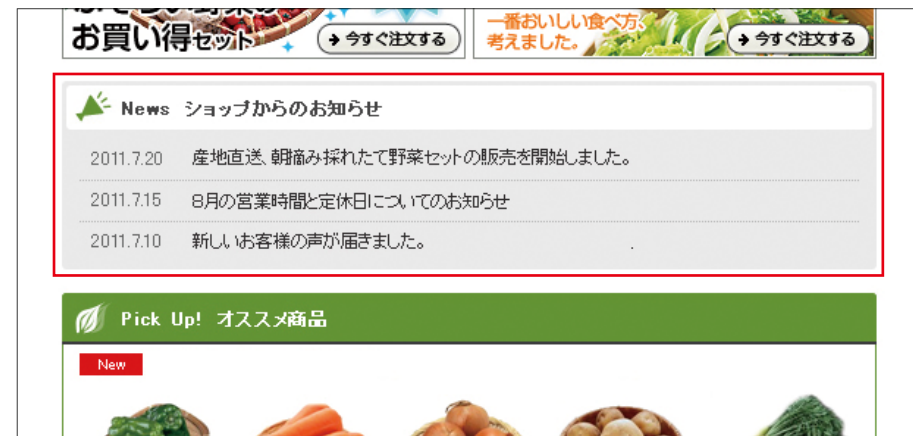 お買い得セット
今すぐ注文する
一番おいしい食べ方、
考えました。
今すぐ注文する
News ショップからのお知らせ
2011.7.20 産地直送、朝摘み採れたて野菜セットの販売を開始しました。
2011.7.15 8月の営業時間と定休日についてのお知らせ
2011.7.10 新しいお客様の声が届きました。
Pick Up! オススメ商品
New